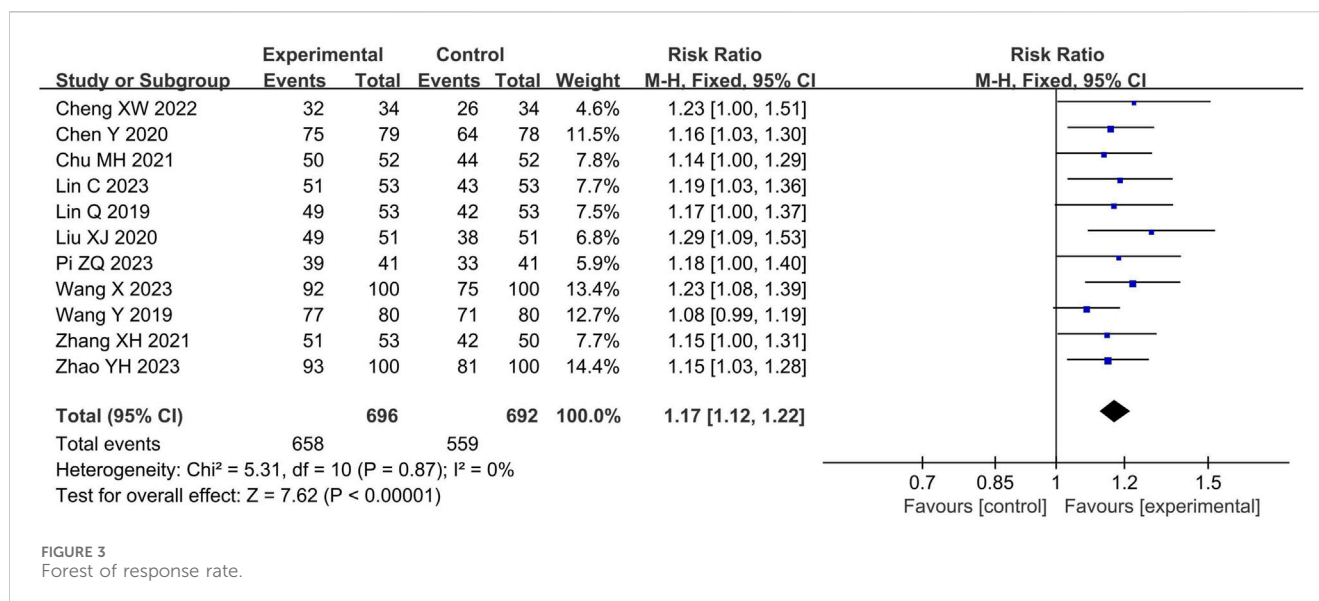 Experimental Control Risk Ratio Risk Ratio
Study or Subgroup Events Total Events Total Weight M-H, Fixed, 95% CI M-H, Fixed, 95% CI
Cheng XW 2022 32 34 26 34 4.6% 1.23 [1.00, 1.51]
Chen Y 2020 75 79 64 78 11.5% 1.16 [1.03, 1.30]
Chu MH 2021 50 52 44 52 7.8% 1.14 [1.00, 1.29]
Lin C 2023 51 53 43 53 7.7% 1.19 [1.03, 1.36]
Lin Q 2019 49 53 42 53 7.5% 1.17 [1.00, 1.37]
Liu XJ 2020 49 51 38 51 6.8% 1.29 [1.09, 1.53]
Pi ZQ 2023 39 41 33 41 5.9% 1.18 [1.00, 1.40]
Wang X 2023 92 100 75 100 13.4% 1.23 [1.08, 1.39]
Wang Y 2019 77 80 71 80 12.7% 1.08 [0.99, 1.19]
Zhang XH 2021 51 53 42 50 7.7% 1.15 [1.00, 1.31]
Zhao YH 2023 93 100 81 100 14.4% 1.15 [1.03, 1.28]
Total (95% CI) 696 692 100.0% 1.17 [1.12, 1.22]
Total events 658 559
Heterogeneity: Chi² = 5.31, df = 10 (P = 0.87); I² = 0%
Test for overall effect: Z = 7.62 (P < 0.00001)
0.7 0.85 1 1.2 1.5
Favours [control] Favours [experimental]
FIGURE 3
Forest of response rate.